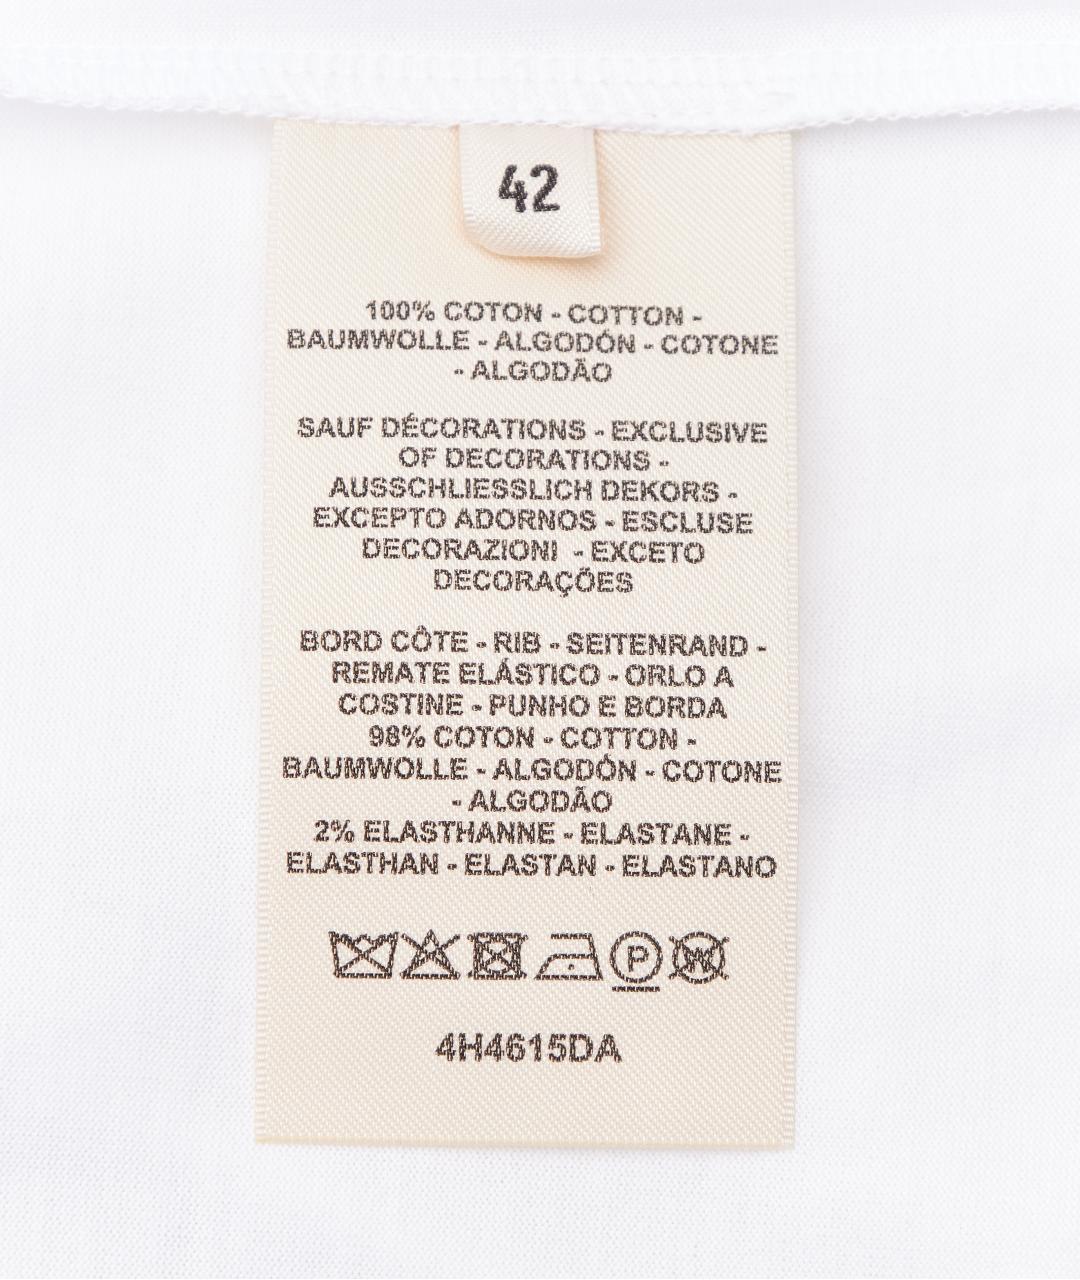 42
100% COTON - COTTON -
BAUMWOLLE - ALGODÓN - COTONE
- ALGODÃO
SAUF DÉCORATIONS - EXCLUSIVE
OF DECORATIONS -
AUSSCHLIESSLICH DEKORS -
EXCEPTO ADORNOS - ESCLUSE
DECORAZIONI - EXCETO
DECORAÇÕES
BORD CÔTE - RIB - SEITENRAND -
REMATE ELÁSTICO - ORLO A
COSTINE - PUNHO E BORDA
98% COTON - COTTON -
BAUMWOLLE - ALGODÓN - COTONE
- ALGODÃO
2% ELASTHANNE - ELASTANE -
ELASTHAN - ELASTAN - ELASTANO
P W
4H4615DA